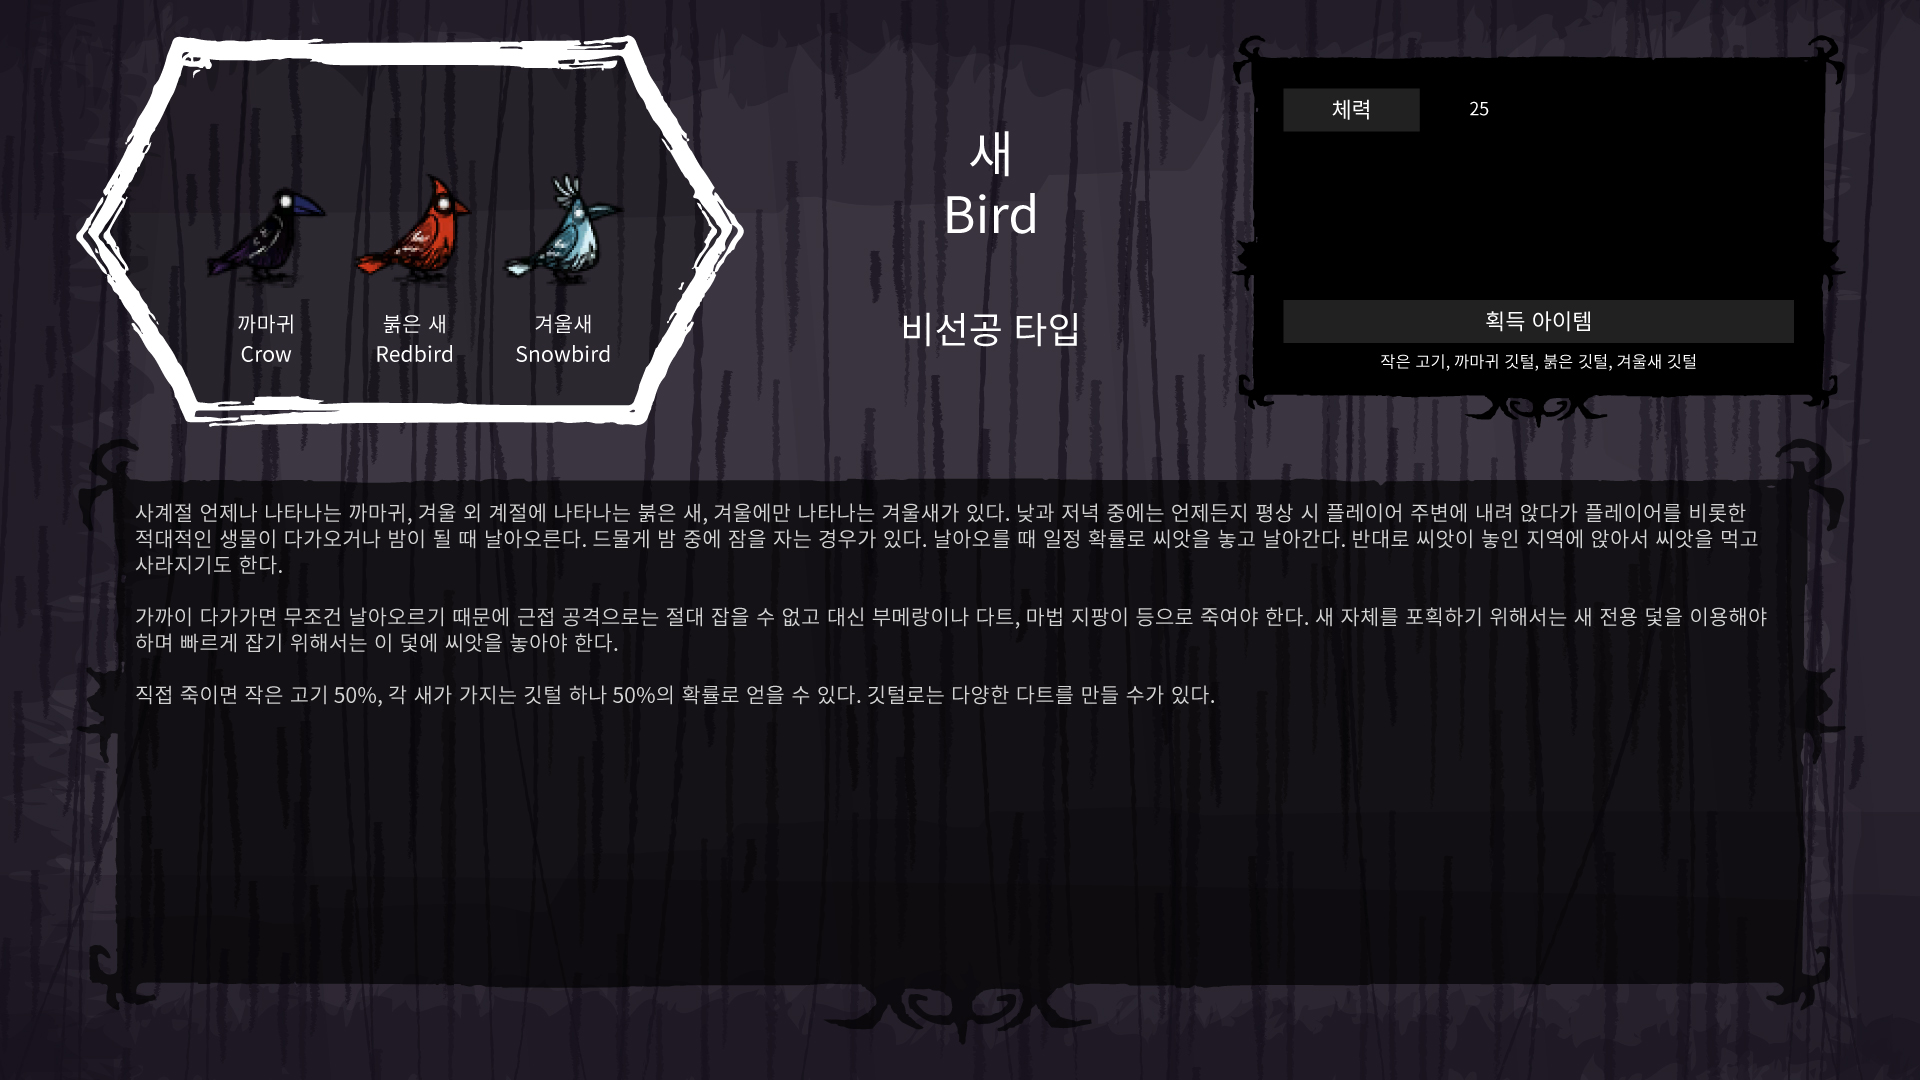 까마귀
Crow
붉은 새
Redbird
겨울새
Snowbird
새
Bird
비선공 타입
체력
25
획득 아이템
작은 고기, 까마귀 깃털, 붉은 깃털, 겨울새 깃털
사계절 언제나 나타나는 까마귀, 겨울 외 계절에 나타나는 붉은 새, 겨울에만 나타나는 겨울새가 있다. 낮과 저녁 중에는 언제든지 평상 시 플레이어 주변에 내려 앉다가 플레이어를 비롯한
적대적인 생물이 다가오거나 밤이 될 때 날아오른다. 드물게 밤 중에 잠을 자는 경우가 있다. 날아오를 때 일정 확률로 씨앗을 놓고 날아간다. 반대로 씨앗이 놓인 지역에 앉아서 씨앗을 먹고
사라지기도 한다.
가까이 다가가면 무조건 날아오르기 때문에 근접 공격으로는 절대 잡을 수 없고 대신 부메랑이나 다트, 마법 지팡이 등으로 죽여야 한다. 새 자체를 포획하기 위해서는 새 전용 덫을 이용해야
하며 빠르게 잡기 위해서는 이 덫에 씨앗을 놓아야 한다.
직접 죽이면 작은 고기 50%, 각 새가 가지는 깃털 하나 50%의 확률로 얻을 수 있다. 깃털로는 다양한 다트를 만들 수가 있다.